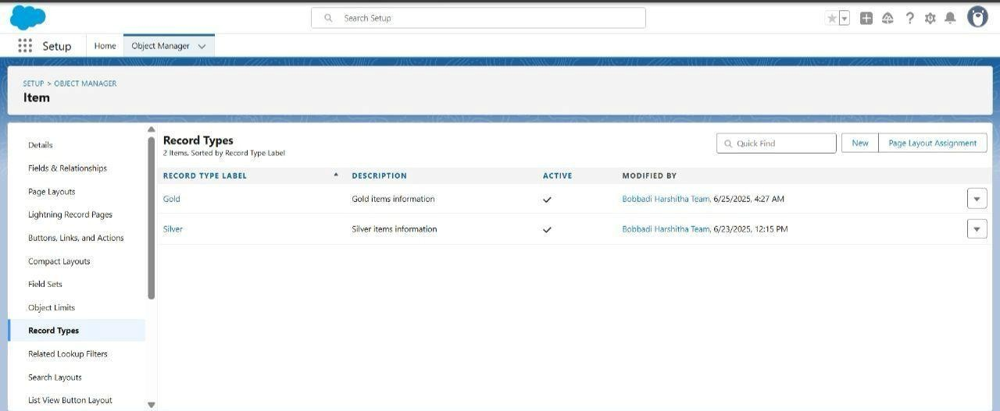 Search Setup
Setup
Home
Object Manager
SETUP > OBJECT MANAGER
Item
Details
Fields & Relationships
Page Layouts
Lightning Record Pages
Buttons, Links, and Actions
Compact Layouts
Field Sets
Object Limits
Record Types
Related Lookup Filters
Search Layouts
List View Button Layout
Record Types
2 Items, Sorted by Record Type Label
Quick Find
New
Page Layout Assignment
RECORD TYPE LABEL DESCRIPTION ACTIVE MODIFIED BY
Gold Gold items information Bobbadi Harshitha Team, 6/25/2025, 4:27 AM
Silver Silver items information Bobbadi Harshitha Team, 6/23/2025, 12:15 PM